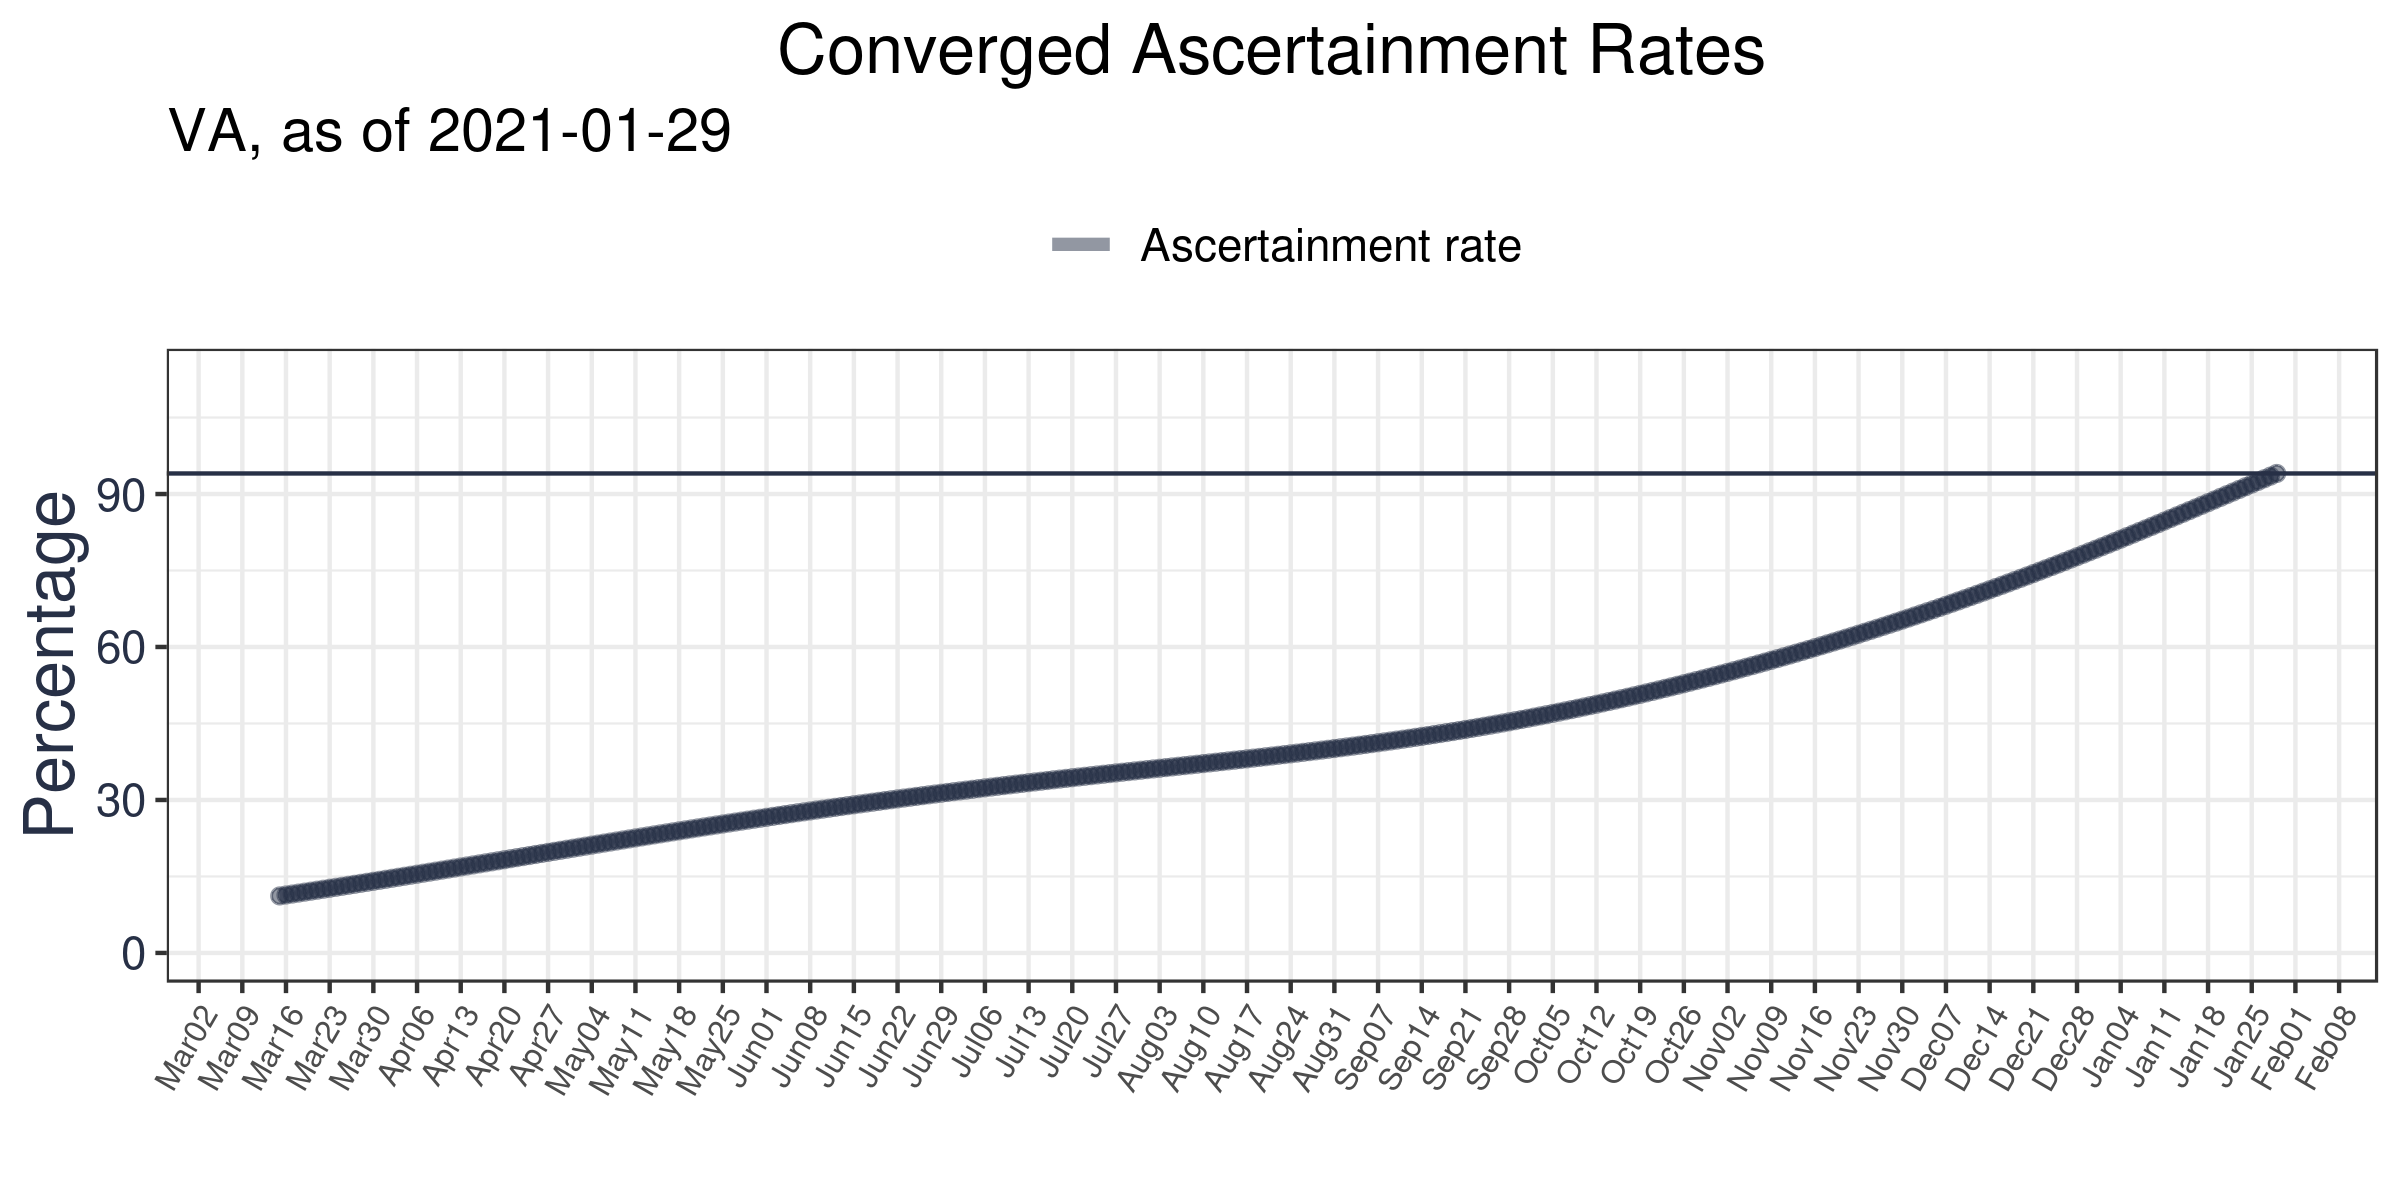 Converged Ascertainment Rates
VA, as of 2021-01-29
Ascertainment rate
Percentage
90
60
30
0
Mar02 Mar09 Mar16 Mar23 Mar30 Apr06 Apr13 Apr20 Apr27 May04 May11 May18 May25 Jun01 Jun08 Jun15 Jun22 Jun29 Jul06 Jul13 Jul20 Jul27 Aug03 Aug10 Aug17 Aug24 Aug31 Sep07 Sep14 Sep21 Sep28 Oct05 Oct12 Oct19 Oct26 Nov02 Nov09 Nov16 Nov23 Nov30 Dec07 Dec14 Dec21 Dec28 Jan04 Jan11 Jan18 Jan25 Feb01 Feb08